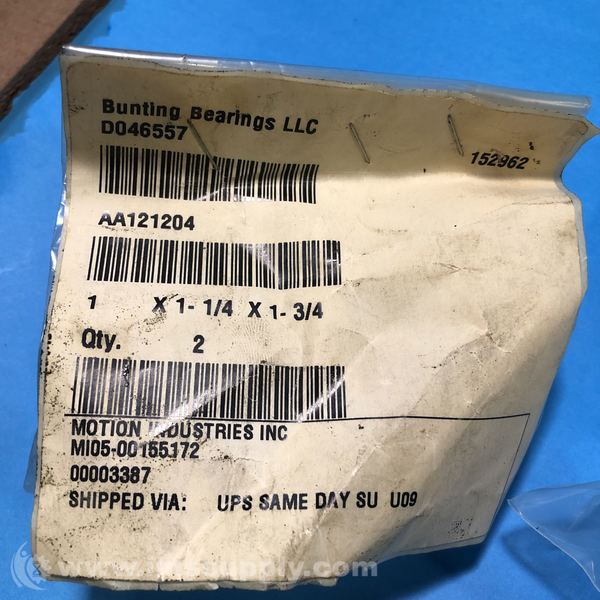 Bunting Bearings LLC
D046557
152962
AA121204
1 X 1- 1/4 X 1- 3/4
Qty. 2
MOTION INDUSTRIES INC
MI05-00155172
00003387
SHIPPED VIA: UPS SAME DAY SU U09